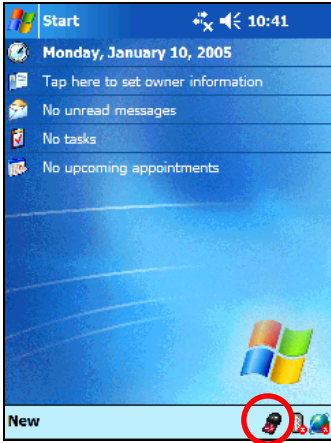 Start 10:41
Monday, January 10, 2005
Tap here to set owner information
No unread messages
No tasks
No upcoming appointments
New